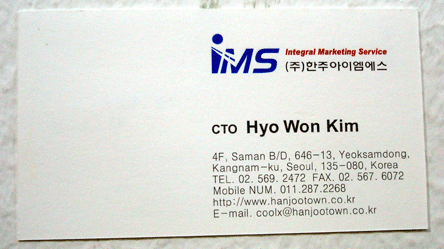 iMS Integral Marketing Service
(주)한주아이엠에스
CTO Hyo Won Kim
4F, Saman B/D, 646-13, Yeoksamdong,
Kangnam-ku, Seoul, 135-080, Korea
TEL. 02. 569. 2472 FAX. 02. 567. 6072
Mobile NUM. 011.287.2268
http://www.hanjootown.co.kr
E-mail. coolx@hanjootown.co.kr